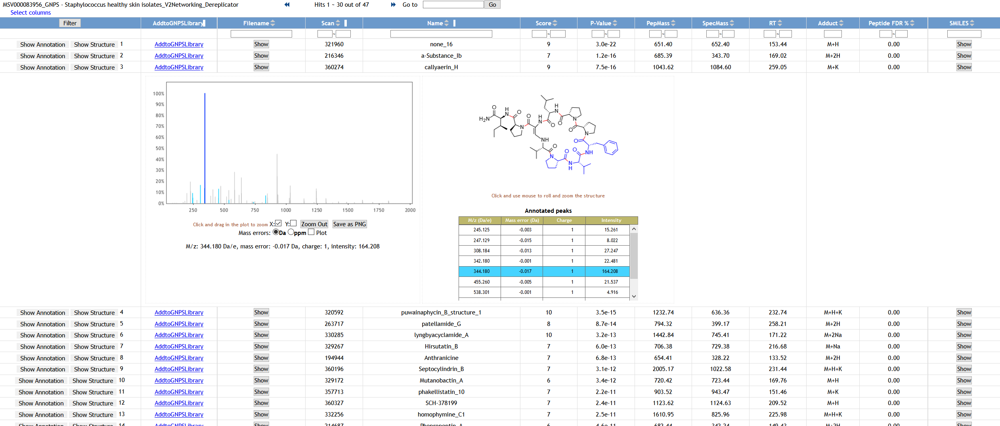 MSV000083956_GNPS - Staphylococcus healthy skin isolates_V2Networking_Dereplicator Hits 1 ~ 30 out of 47 Go to Go
Select columns
Filter AddtoGNPSLibrary Filename Scan Name Score P-Value PepMass SpecMass RT Adduct Peptide FDR % SMILES
~ ~ ~ ~ ~ ~ ~
Show Annotation Show Structure 1 AddtoGNPSLibrary Show 321960 none_16 9 3.0e-22 651.40 652.40 153.44 M+H 0.00 Show
Show Annotation Show Structure 2 AddtoGNPSLibrary Show 216346 a-Substance_Ib 7 1.2e-16 685.39 343.70 169.02 M+2H 0.00 Show
Show Annotation Show Structure 3 AddtoGNPSLibrary Show 360274 callyaerin_H 9 7.5e-16 1043.62 1084.60 259.05 M+K 0.00 Show
100%
90%
80%
70%
60%
50%
40%
30%
20%
10%
0%
250 500 750 1000 1250 1500 1750 2000
Click and drag in the plot to zoom X: Y: Zoom Out Save as PNG
Mass errors: Da ppm Plot
M/z: 344.180 Da/e, mass error: -0.017 Da, charge: 1, intensity: 164.208
O H N O H2N N O H N O O H N O N O N NH O N O H N O NH O
Click and use mouse to roll and zoom the structure
Annotated peaks
M/z (Da/e) Mass error (Da) Charge Intensity
245.125 -0.003 1 15.261
247.129 -0.015 1 8.022
308.184 -0.013 1 27.247
342.180 -0.001 1 22.481
344.180 -0.017 1 164.208
455.260 -0.005 1 21.537
538.301 -0.001 1 4.916
Show Annotation Show Structure 4 AddtoGNPSLibrary Show 320592 puwainaphycin_B_structure_1 10 3.5e-15 1232.74 636.36 232.74 M+H+K 0.00 Show
Show Annotation Show Structure 5 AddtoGNPSLibrary Show 263717 patellamide_G 8 8.7e-14 794.32 399.17 258.21 M+2H 0.00 Show
Show Annotation Show Structure 6 AddtoGNPSLibrary Show 330285 lyngbyacyclamide_A 10 3.2e-13 1442.84 745.41 171.22 M+2Na 0.00 Show
Show Annotation Show Structure 7 AddtoGNPSLibrary Show 329267 Hirsutatin_B 7 6.0e-13 706.38 729.38 216.68 M+Na 0.00 Show
Show Annotation Show Structure 8 AddtoGNPSLibrary Show 194944 Anthranicine 7 6.8e-13 654.41 328.22 133.52 M+2H 0.00 Show
Show Annotation Show Structure 9 AddtoGNPSLibrary Show 360196 Septocylindrin_B 7 3.1e-12 2005.17 1022.58 231.44 M+H+K 0.00 Show
Show Annotation Show Structure 10 AddtoGNPSLibrary Show 329172 Mutanobactin_A 6 3.4e-12 720.42 723.44 169.76 M+H 0.00 Show
Show Annotation Show Structure 11 AddtoGNPSLibrary Show 357713 phakellistatin_10 7 2.2e-11 903.52 943.47 151.46 M+K 0.00 Show
Show Annotation Show Structure 12 AddtoGNPSLibrary Show 360327 SCH-378199 7 2.4e-11 1123.62 1124.63 209.52 M+H 0.00 Show
Show Annotation Show Structure 13 AddtoGNPSLibrary Show 332256 homophymine_C1 7 2.5e-11 1610.95 825.96 225.98 M+H+K 0.00 Show
Show Annotation Show Structure 14 AddtoGNPSLibrary Show 214687 6 682.44 342.24 149.43 M+2H 0.00 Show